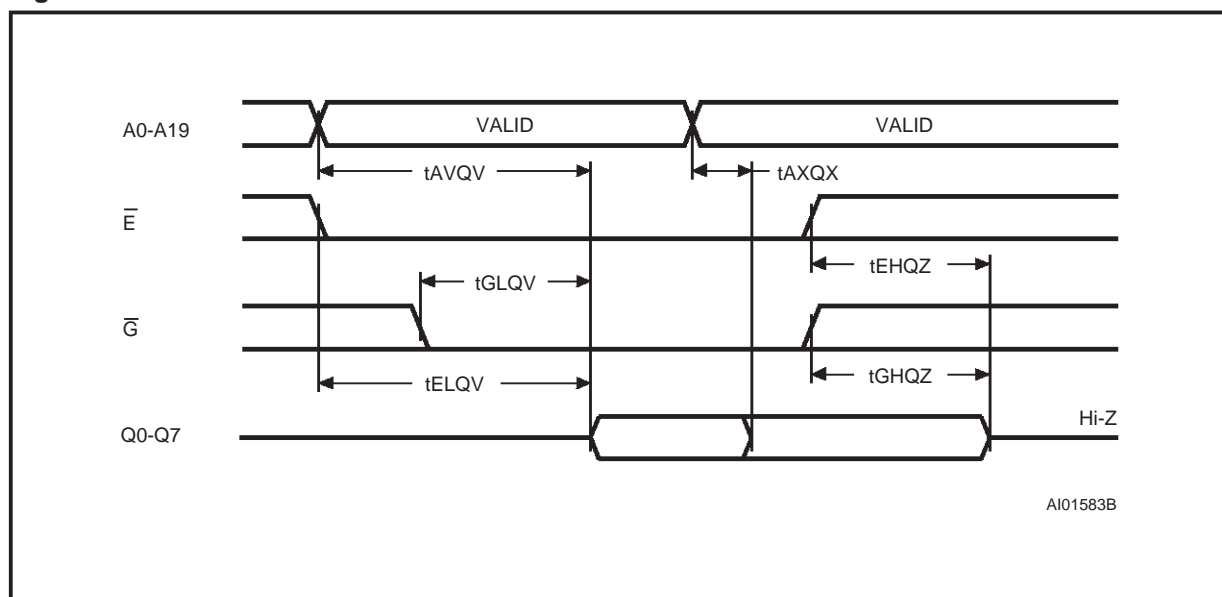 A0-A19
VALID
VALID
tAVQV
tAXQX
E̅
tEHQZ
tGLQV
G̅
tGHQZ
tELQV
Q0-Q7
Hi-Z
AI01583B